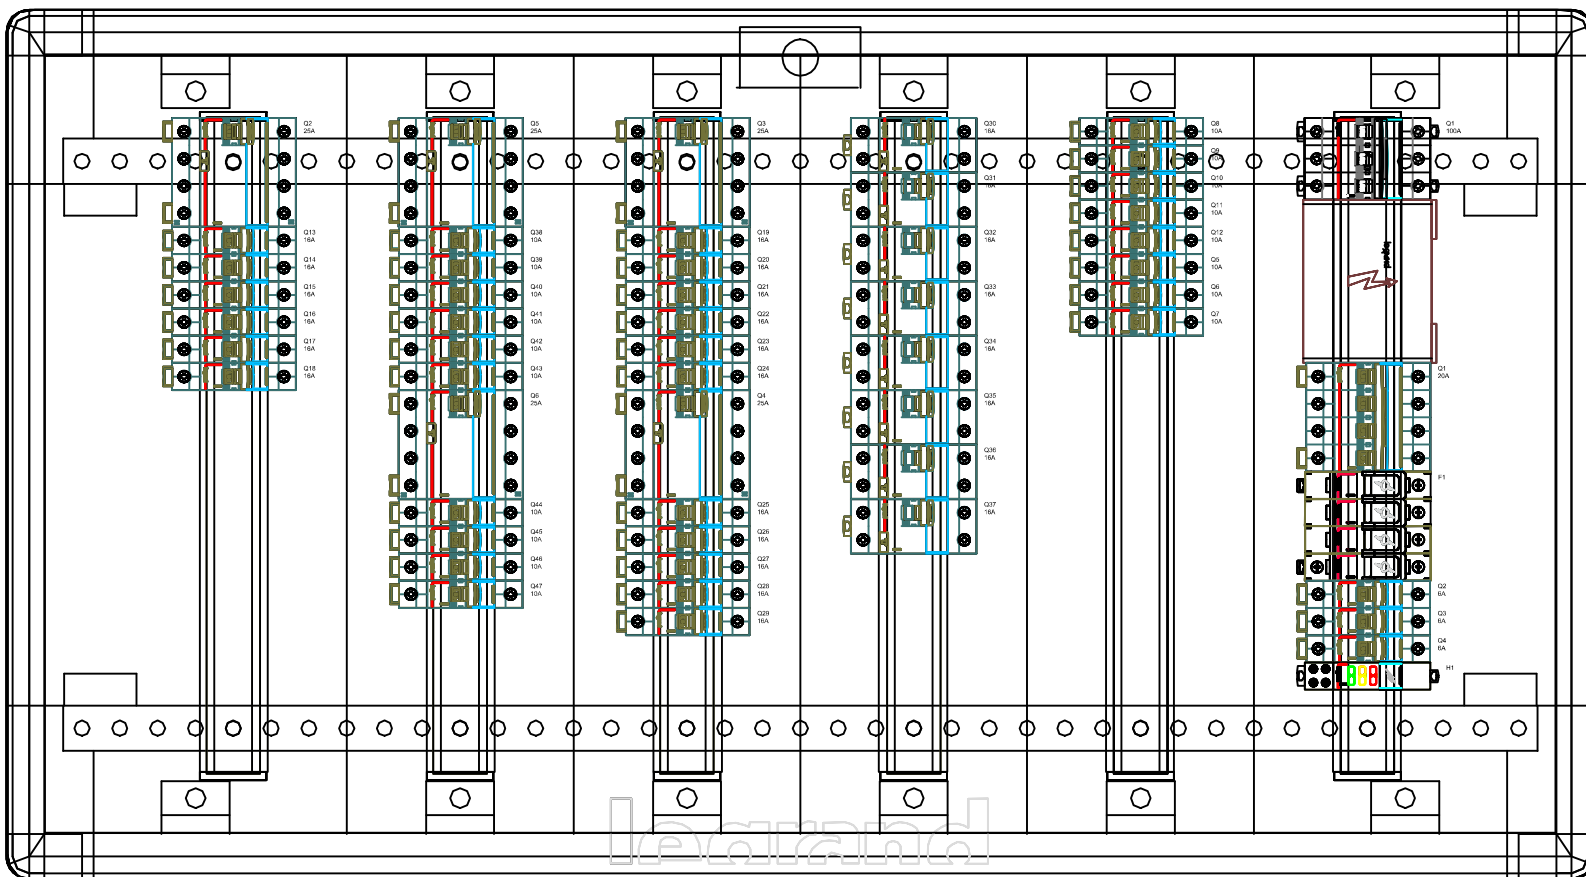 Q2
25A
Q13
16A
Q14
16A
Q15
16A
Q16
16A
Q17
16A
Q18
16A
Q5
25A
Q38
10A
Q39
10A
Q40
10A
Q41
10A
Q42
10A
Q43
10A
Q6
25A
Q44
10A
Q45
10A
Q46
10A
Q47
10A
Q3
25A
Q19
16A
Q20
16A
Q21
16A
Q22
16A
Q23
16A
Q24
16A
Q4
25A
Q25
16A
Q26
16A
Q27
16A
Q28
16A
Q29
16A
Q30
16A
Q31
16A
Q32
16A
Q33
16A
Q34
16A
Q35
16A
Q36
16A
Q37
16A
Q8
10A
Q9
10A
Q10
10A
Q11
10A
Q12
10A
Q5
10A
Q6
10A
Q7
10A
Q1
100A
legrand
Q1
20A
F1
Q2
6A
Q3
6A
Q4
6A
H1
legrand